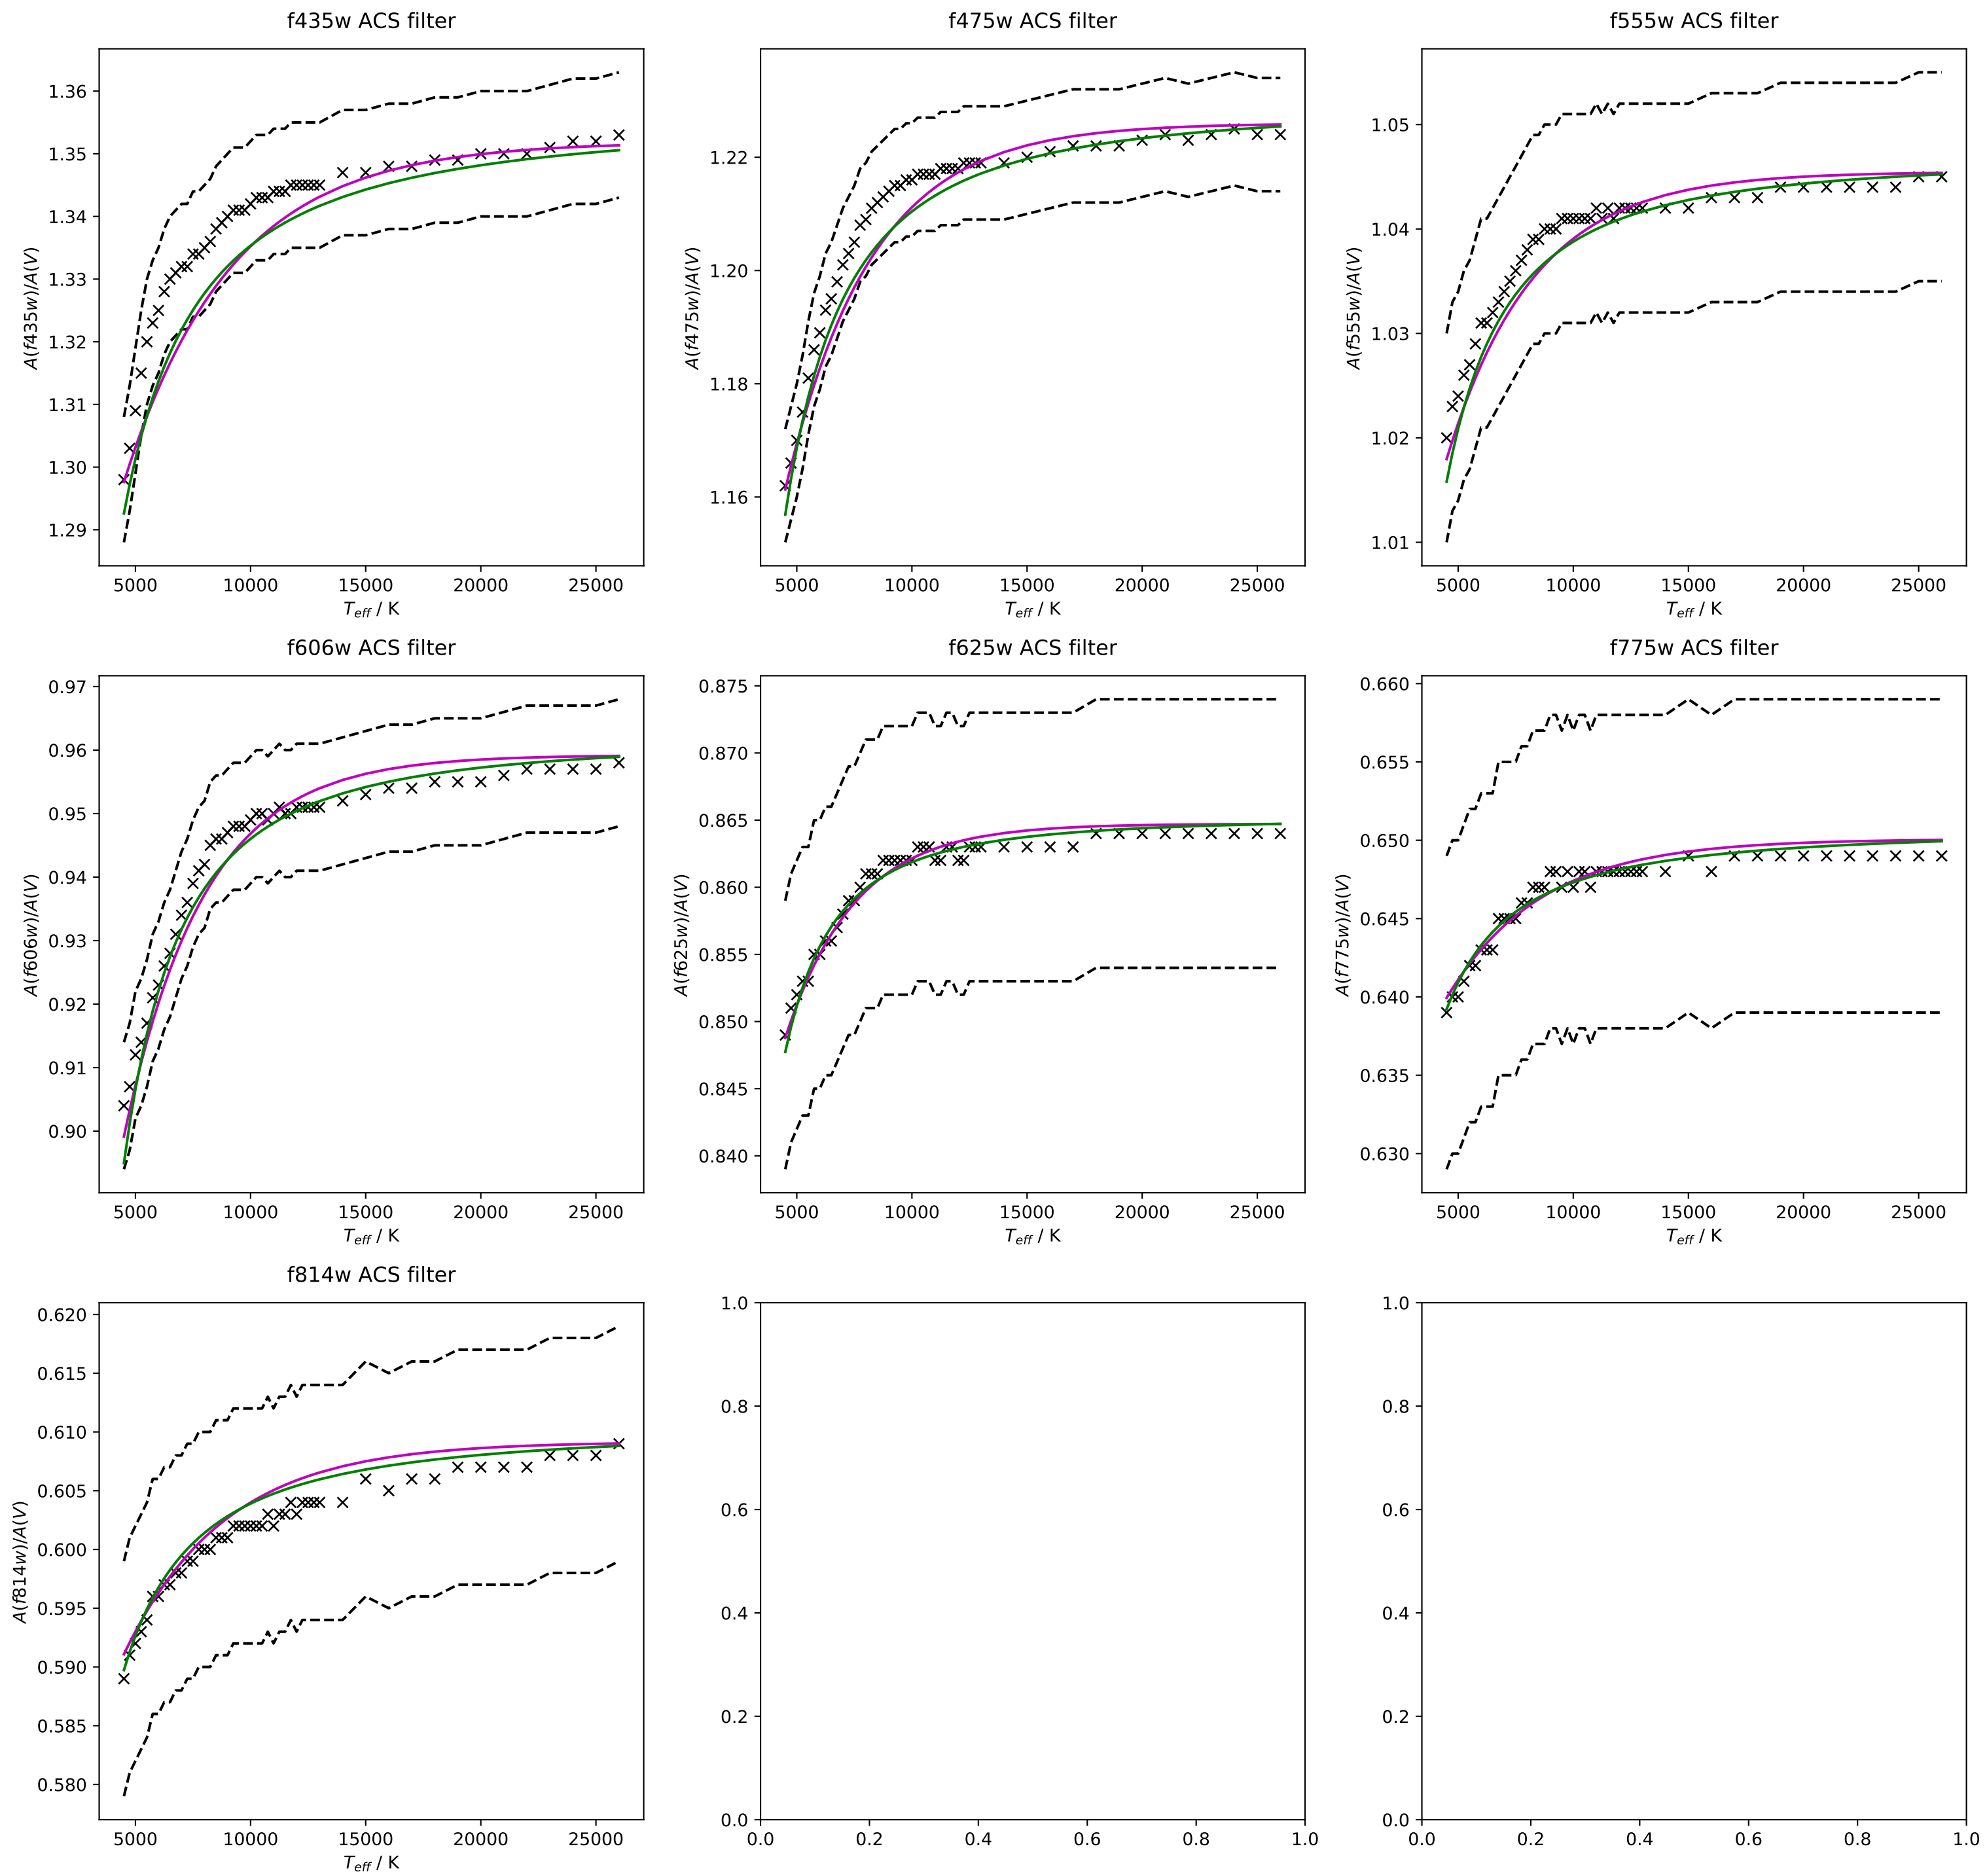 f435w ACS filter
A(f435w)/A(V)
1.36
1.35
1.34
1.33
1.32
1.31
1.30
1.29
5000 10000 15000 20000 25000
T_eff / K
f475w ACS filter
A(f475w)/A(V)
1.22
1.20
1.18
1.16
5000 10000 15000 20000 25000
T_eff / K
f555w ACS filter
A(f555w)/A(V)
1.05
1.04
1.03
1.02
1.01
5000 10000 15000 20000 25000
T_eff / K
f606w ACS filter
A(f606w)/A(V)
0.97
0.96
0.95
0.94
0.93
0.92
0.91
0.90
5000 10000 15000 20000 25000
T_eff / K
f625w ACS filter
A(f625w)/A(V)
0.875
0.870
0.865
0.860
0.855
0.850
0.845
0.840
5000 10000 15000 20000 25000
T_eff / K
f775w ACS filter
A(f775w)/A(V)
0.660
0.655
0.650
0.645
0.640
0.635
0.630
5000 10000 15000 20000 25000
T_eff / K
f814w ACS filter
A(f814w)/A(V)
0.620
0.615
0.610
0.605
0.600
0.595
0.590
0.585
0.580
5000 10000 15000 20000 25000
T_eff / K
1.0
0.8
0.6
0.4
0.2
0.0
0.0 0.2 0.4 0.6 0.8 1.0
1.0
0.8
0.6
0.4
0.2
0.0
0.0 0.2 0.4 0.6 0.8 1.0